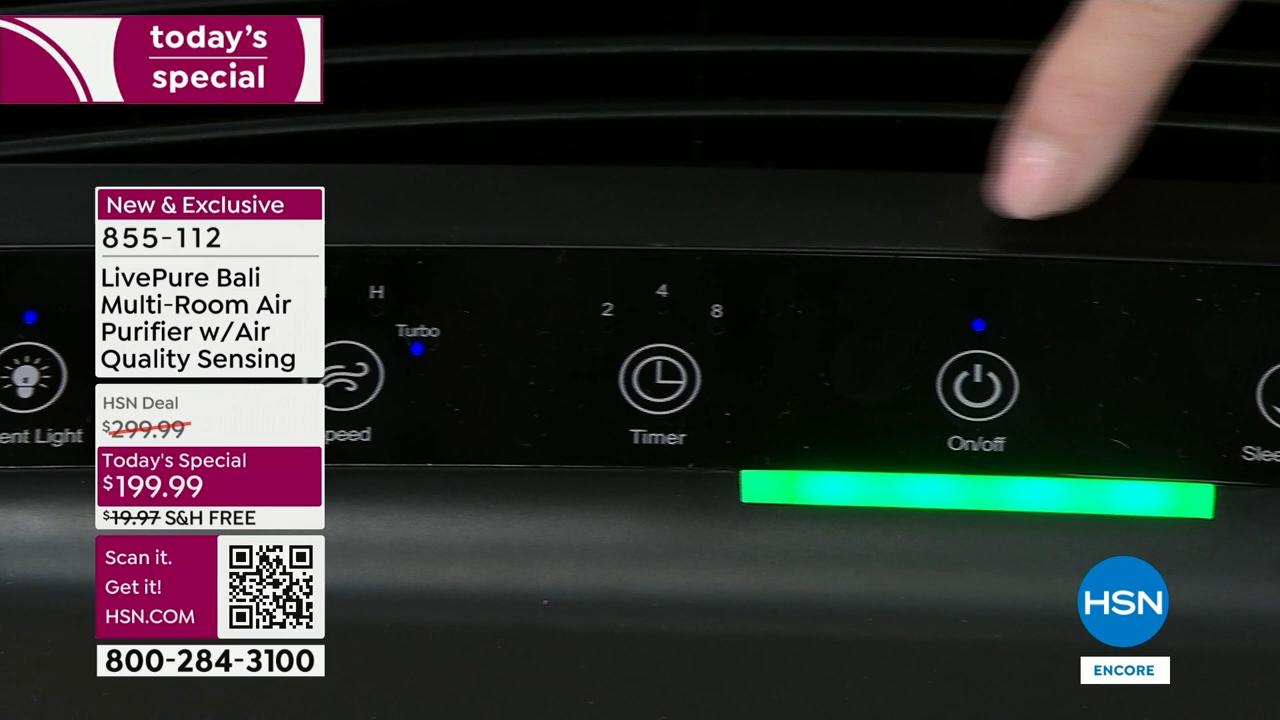 today's
special
New & Exclusive
855-112
LivePure Bali
Multi-Room Air
Purifier w/Air
Quality Sensing
HSN Deal
$299.99
Today's Special
$199.99
$19.97 S&H FREE
Scan it.
Get it!
HSN.COM
800-284-3100
H
Turbo
2
4
8
Timer
On/off
Light
HSN
ENCORE